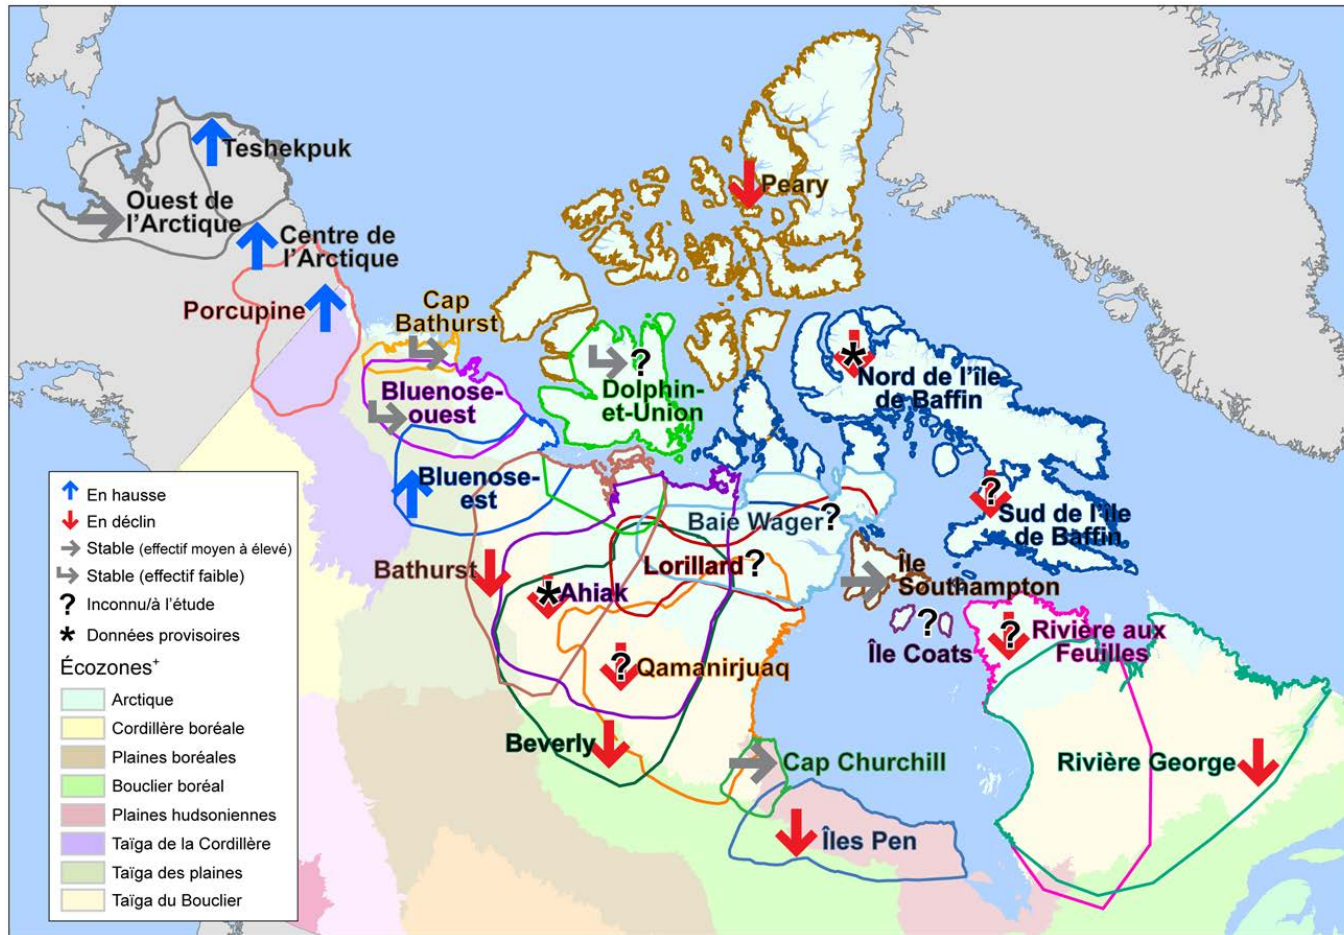 Teshekpuk
Ouest de
l'Arctique
Centre de
l'Arctique
Porcupine
Peary
Cap
Bathurst
?
Dolphin-
et-Union
*
Nord de l'île
de Baffin
Bluenose-
ouest
Bluenose-
est
?
Sud de l'île
de Baffin
Baie Wager
?
Lorillard
?
Bathurst
*
Ahiak
Île
Southampton
?
Île Coats
?
Rivière aux
Feuilles
?
Qamanirjuaq
Beverly
Cap Churchill
Rivière George
Îles Pen
En hausse
En déclin
Stable (effectif moyen à élevé)
Stable (effectif faible)
? Inconnu/à l'étude
* Données provisoires
Écozones+
Arctique
Cordillère boréale
Plaines boréales
Bouclier boréal
Plaines hudsoniennes
Taïga de la Cordillère
Taïga des plaines
Taïga du Bouclier